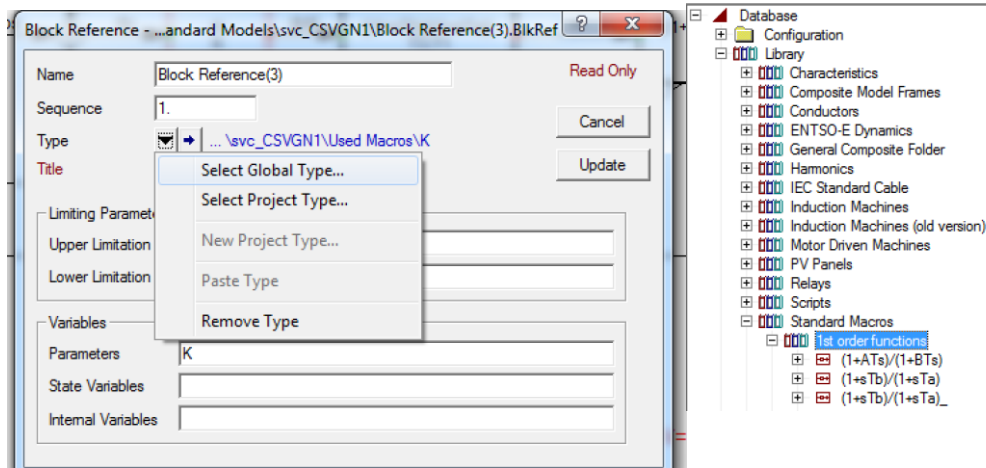 Block Reference - ...andard Models\svc_CSVGN1\Block Reference(3).BlkRef
Name
Block Reference(3)
Read Only
Sequence
1.
Cancel
Type
... \svc_CSVGN1\Used Macros\K
Title
Update
Select Global Type...
Select Project Type...
New Project Type...
Paste Type
Remove Type
Limiting Paramet
Upper Limitation
Lower Limitation
Variables
Parameters
K
State Variables
Internal Variables
Database
Configuration
Library
Characteristics
Composite Model Frames
Conductors
ENTSO-E Dynamics
General Composite Folder
Harmonics
IEC Standard Cable
Induction Machines
Induction Machines (old version)
Motor Driven Machines
PV Panels
Relays
Scripts
Standard Macros
1st order functions
(1+ATs)/(1+BTs)
(1+sTb)/(1+sTa)
(1+sTb)/(1+sTa)_